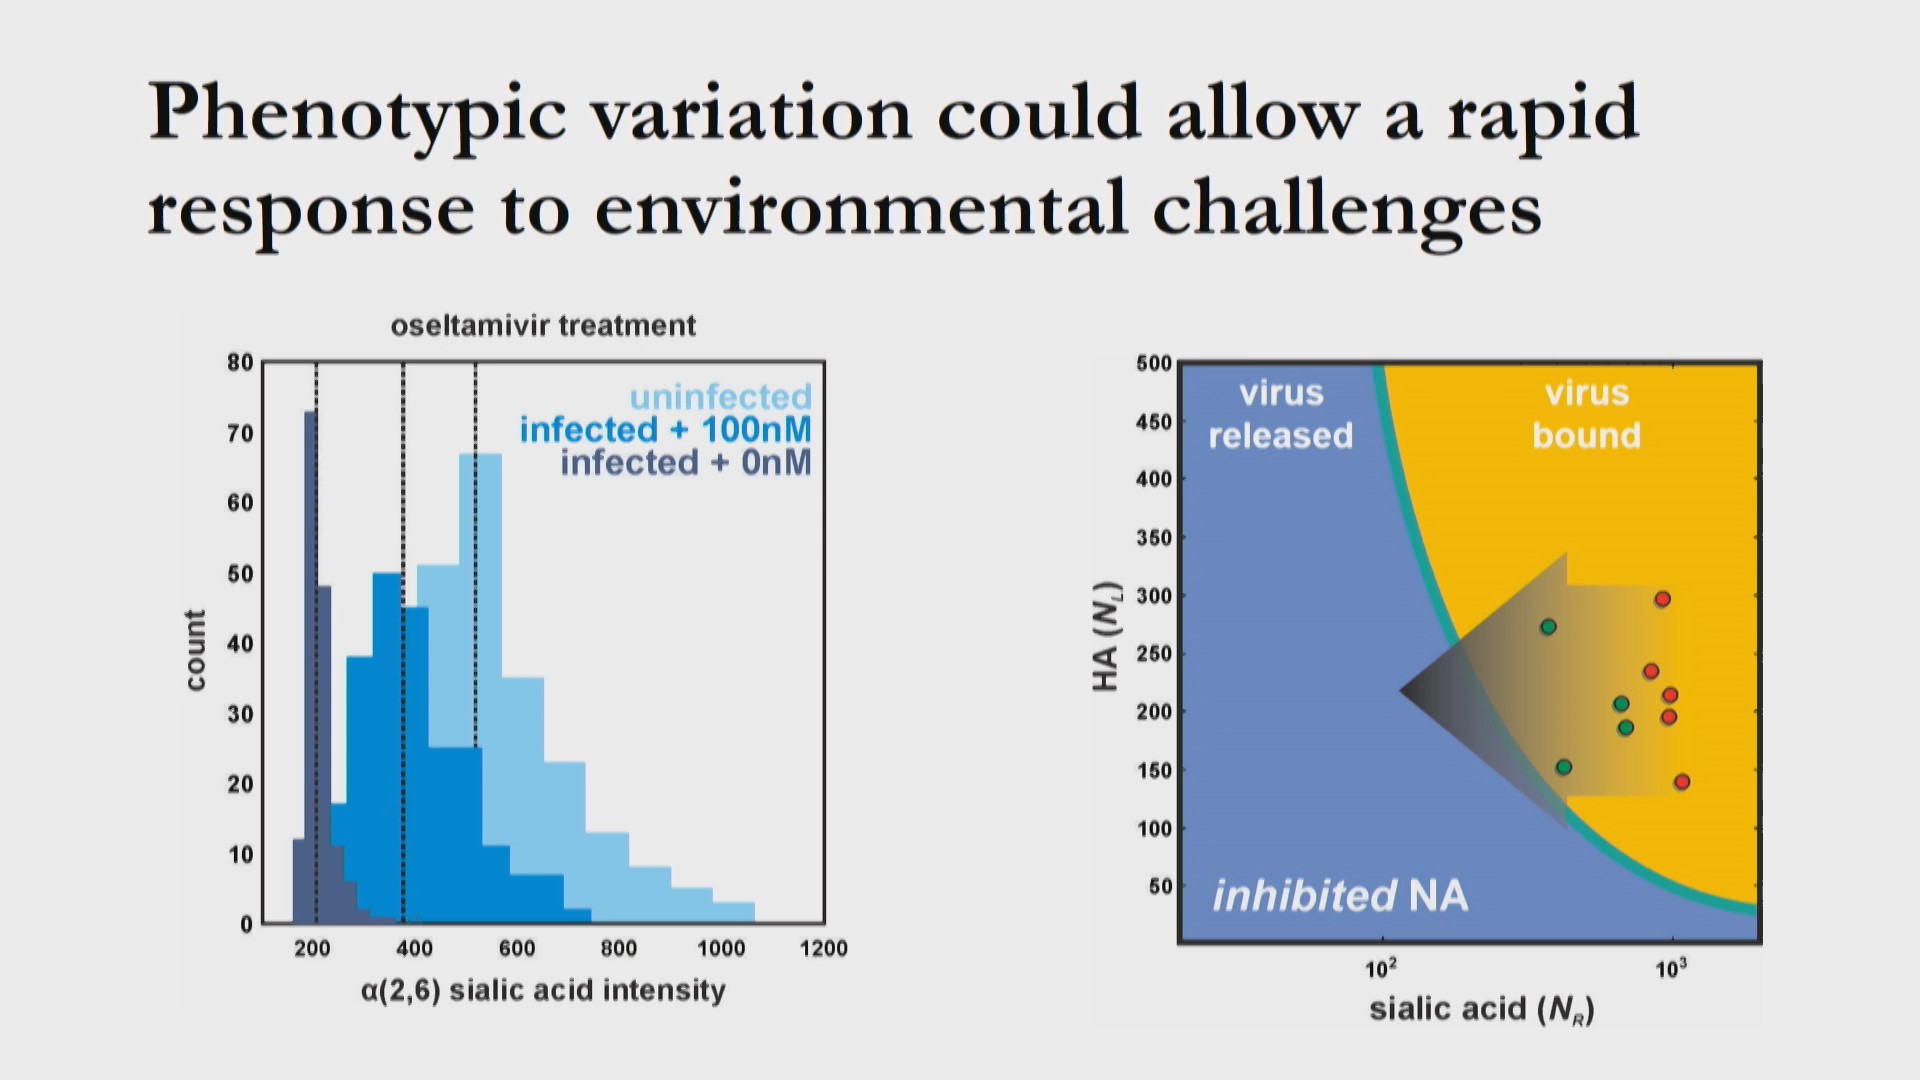 Phenotypic variation could allow a rapid
response to environmental challenges
oseltamivir treatment
80
70
60
50
40
30
20
10
0
count
uninfected
infected + 100nM
infected + 0nM
200 400 600 800 1000 1200
α(2,6) sialic acid intensity
500
450
400
350
300
250
200
150
100
50
HA (N_L)
virus
released
virus
bound
inhibited NA
10² 10³
sialic acid (N_R)